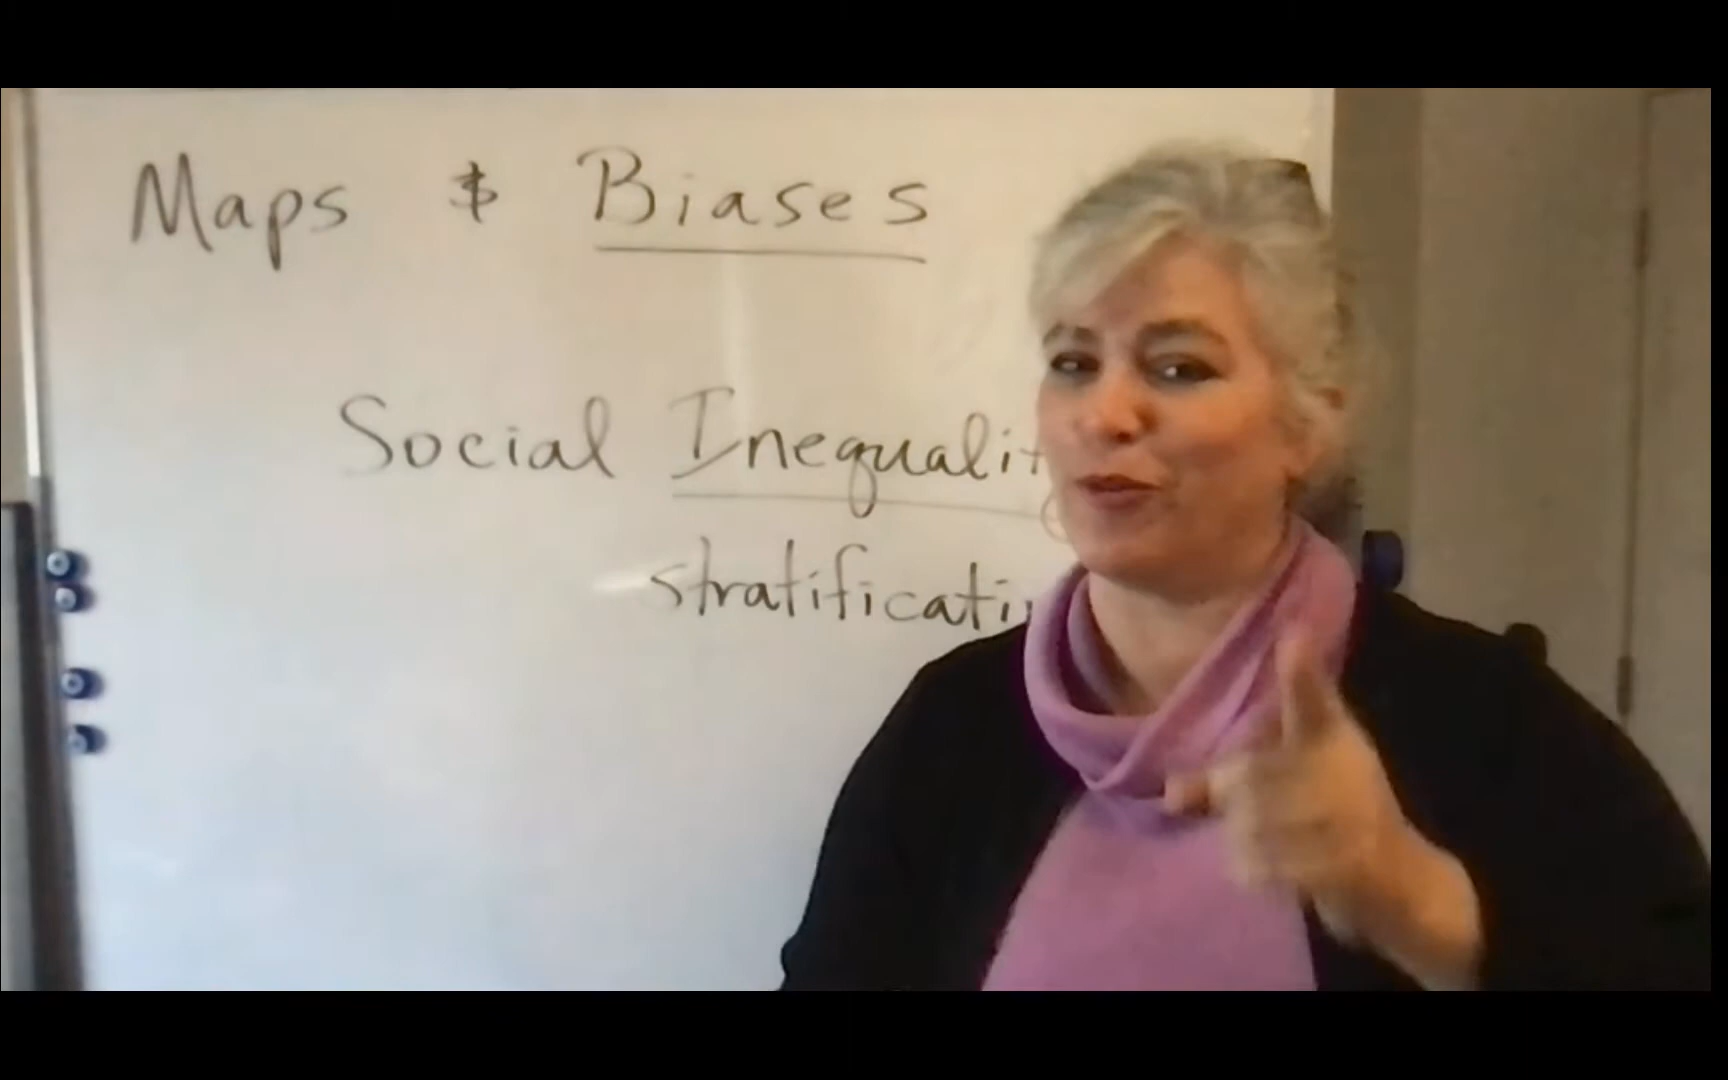 Maps & Biases
Social Inequalit
stratificati